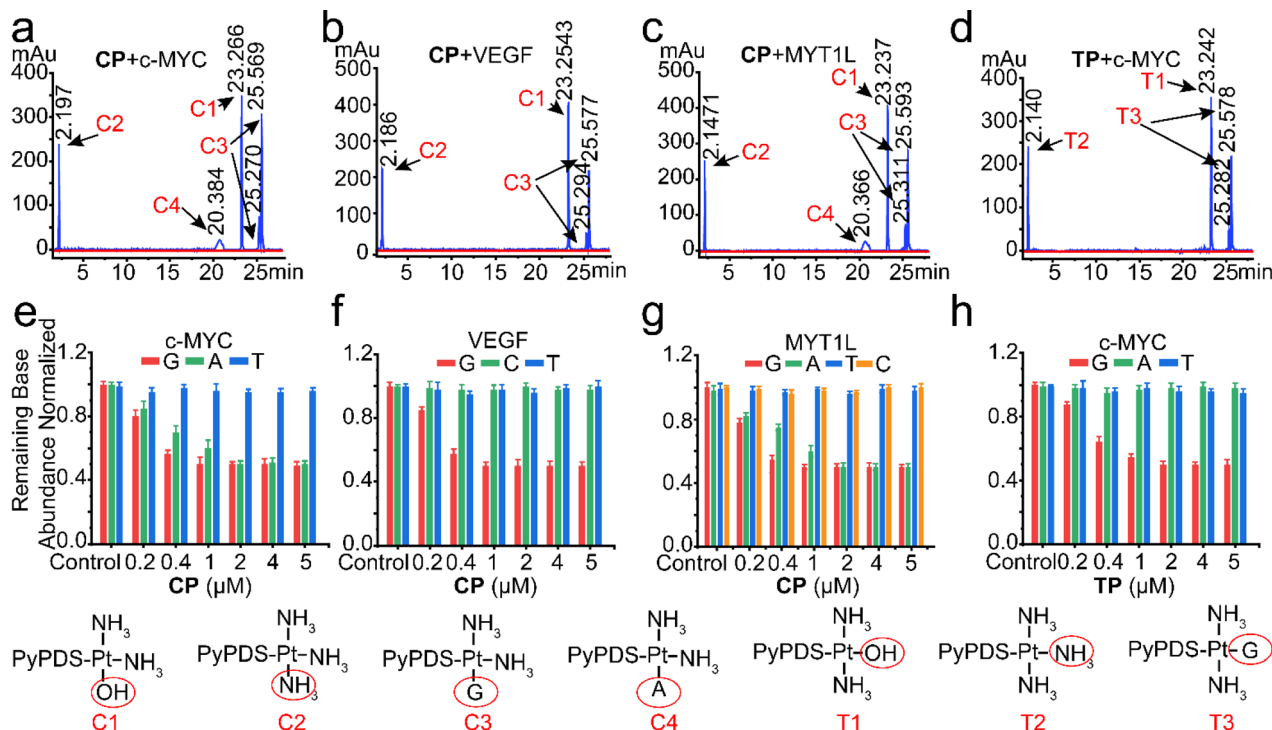 a
mAu
CP+c-MYC
400
300
200
100
0
2.197
C2
C4
20.384
C1
23.266
C3
25.270
25.569
5 10 15 20 25min
b
mAu
CP+VEGF
500
400
300
200
100
0
2.186
C2
C1
23.2543
C3
25.294
25.577
5 10 15 20 25min
c
mAu
CP+MYT1L
500
400
300
200
100
0
2.1471
C2
C4
20.366
C1
23.237
C3
25.311
25.593
5 10 15 20 25min
d
mAu
TP+c-MYC
400
300
200
100
0
2.140
T2
T1
23.242
T3
25.282
25.578
5 10 15 20 25min
e
c-MYC
G A T
Remaining Base
Abundance Normalized
1.2
0.8
0.4
0.0
Control 0.2 0.4 1 2 4 5
CP (μM)
f
VEGF
G C T
1.2
0.8
0.4
0.0
Control 0.2 0.4 1 2 4 5
CP (μM)
g
MYT1L
G A T C
1.2
0.8
0.4
0.0
Control 0.2 0.4 1 2 4 5
CP (μM)
h
c-MYC
G A T
1.2
0.8
0.4
0.0
Control 0.2 0.4 1 2 4 5
TP (μM)
NH3
PyPDS-Pt-NH3
OH
C1
NH3
PyPDS-Pt-NH3
NH3
C2
NH3
PyPDS-Pt-NH3
G
C3
NH3
PyPDS-Pt-NH3
A
C4
NH3
PyPDS-Pt-OH
NH3
T1
NH3
PyPDS-Pt-NH3
NH3
T2
NH3
PyPDS-Pt-G
NH3
T3